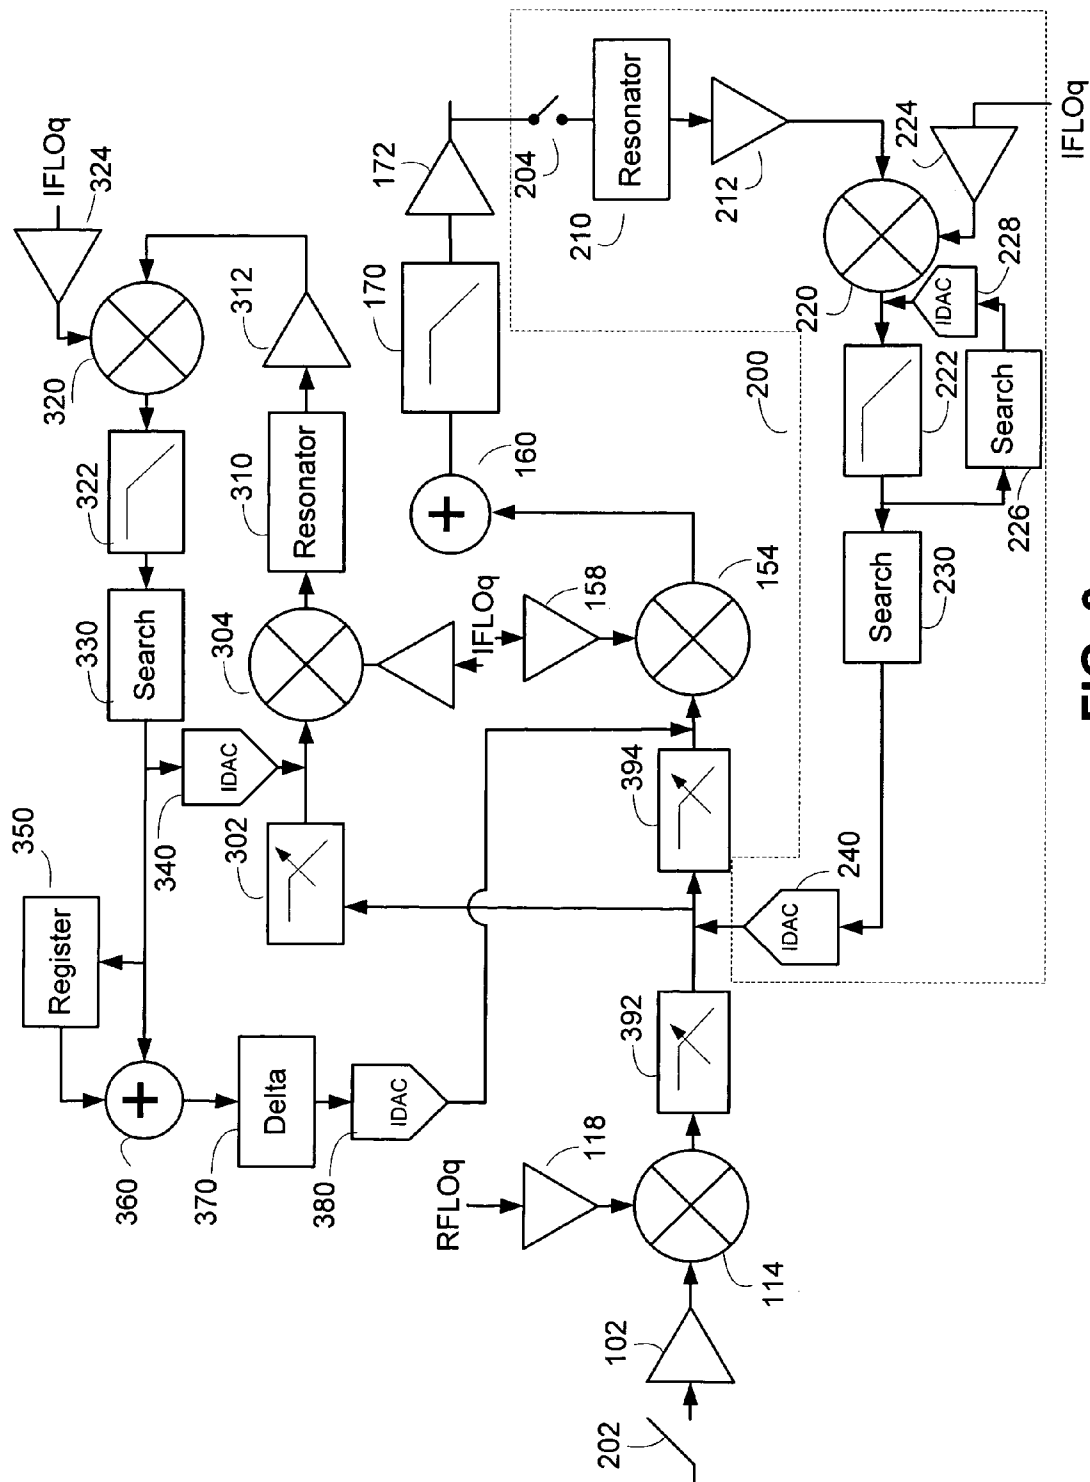 350
IFLOq
324
Register
360
340
330
Search
322
320
370
Delta
IDAC
302
304
310
Resonator
312
380
IDAC
RFLOq
118
IFLOq
158
160
170
172
204
210
Resonator
212
202
102
114
392
394
154
200
220
224
240
IDAC
230
Search
222
IDAC
228
226
Search
IFLOq
FIG.